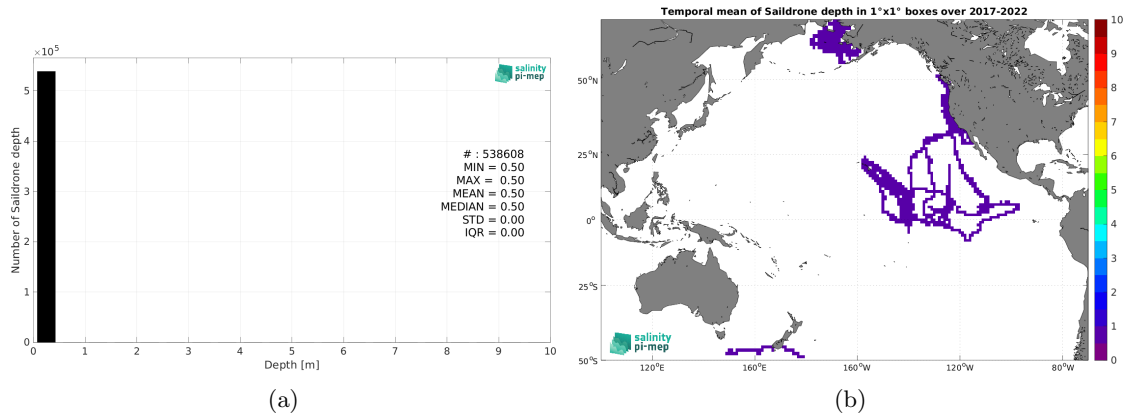 ×10⁵
5
4
3
2
1
0
Number of Saildrone depth
salinity
pi-mep
# : 538608
MIN = 0.50
MAX = 0.50
MEAN = 0.50
MEDIAN = 0.50
STD = 0.00
IQR = 0.00
0 1 2 3 4 5 6 7 8 9 10
Depth [m]
(a)
Temporal mean of Saildrone depth in 1°x1° boxes over 2017-2022
50°N
25°N
0°
25°S
50°S
120°E 160°E 160°W 120°W 80°W
salinity
pi-mep
10
9
8
7
6
5
4
3
2
1
0
(b)